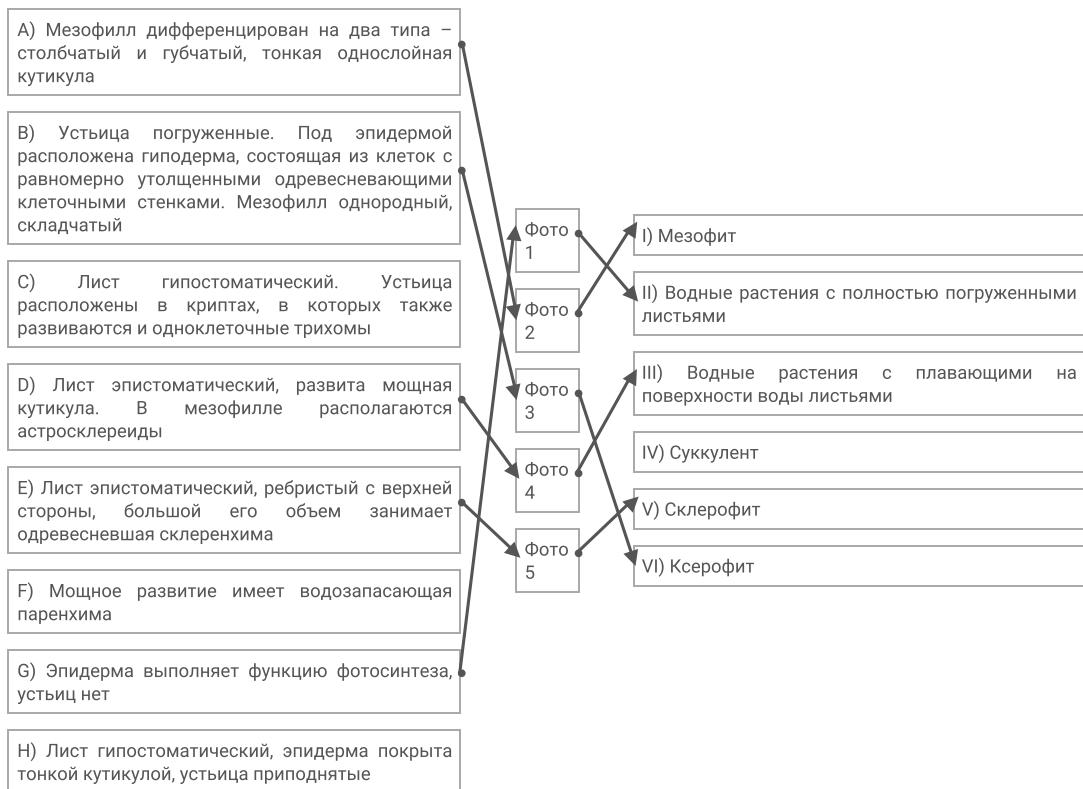 A) Мезофилл дифференцирован на два типа –
столбчатый и губчатый, тонкая однослойная
кутикула
B) Устьица погруженные. Под эпидермой
расположена гиподерма, состоящая из клеток с
равномерно утолщенными одревесневающими
клеточными стенками. Мезофилл однородный,
складчатый
C) Лист гипостоматический. Устьица
расположены в криптах, в которых также
развиваются и одноклеточные трихомы
D) Лист эпистоматический, развита мощная
кутикула. В мезофилле располагаются
астросклереиды
E) Лист эпистоматический, ребристый с верхней
стороны, большой его объем занимает
одревесневшая склеренхима
F) Мощное развитие имеет водозапасающая
паренхима
G) Эпидерма выполняет функцию фотосинтеза,
устьиц нет
H) Лист гипостоматический, эпидерма покрыта
тонкой кутикулой, устьица приподнятые
Фото
1
Фото
2
Фото
3
Фото
4
Фото
5
I) Мезофит
II) Водные растения с полностью погруженными
листьями
III) Водные растения с плавающими на
поверхности воды листьями
IV) Суккулент
V) Склерофит
VI) Ксерофит